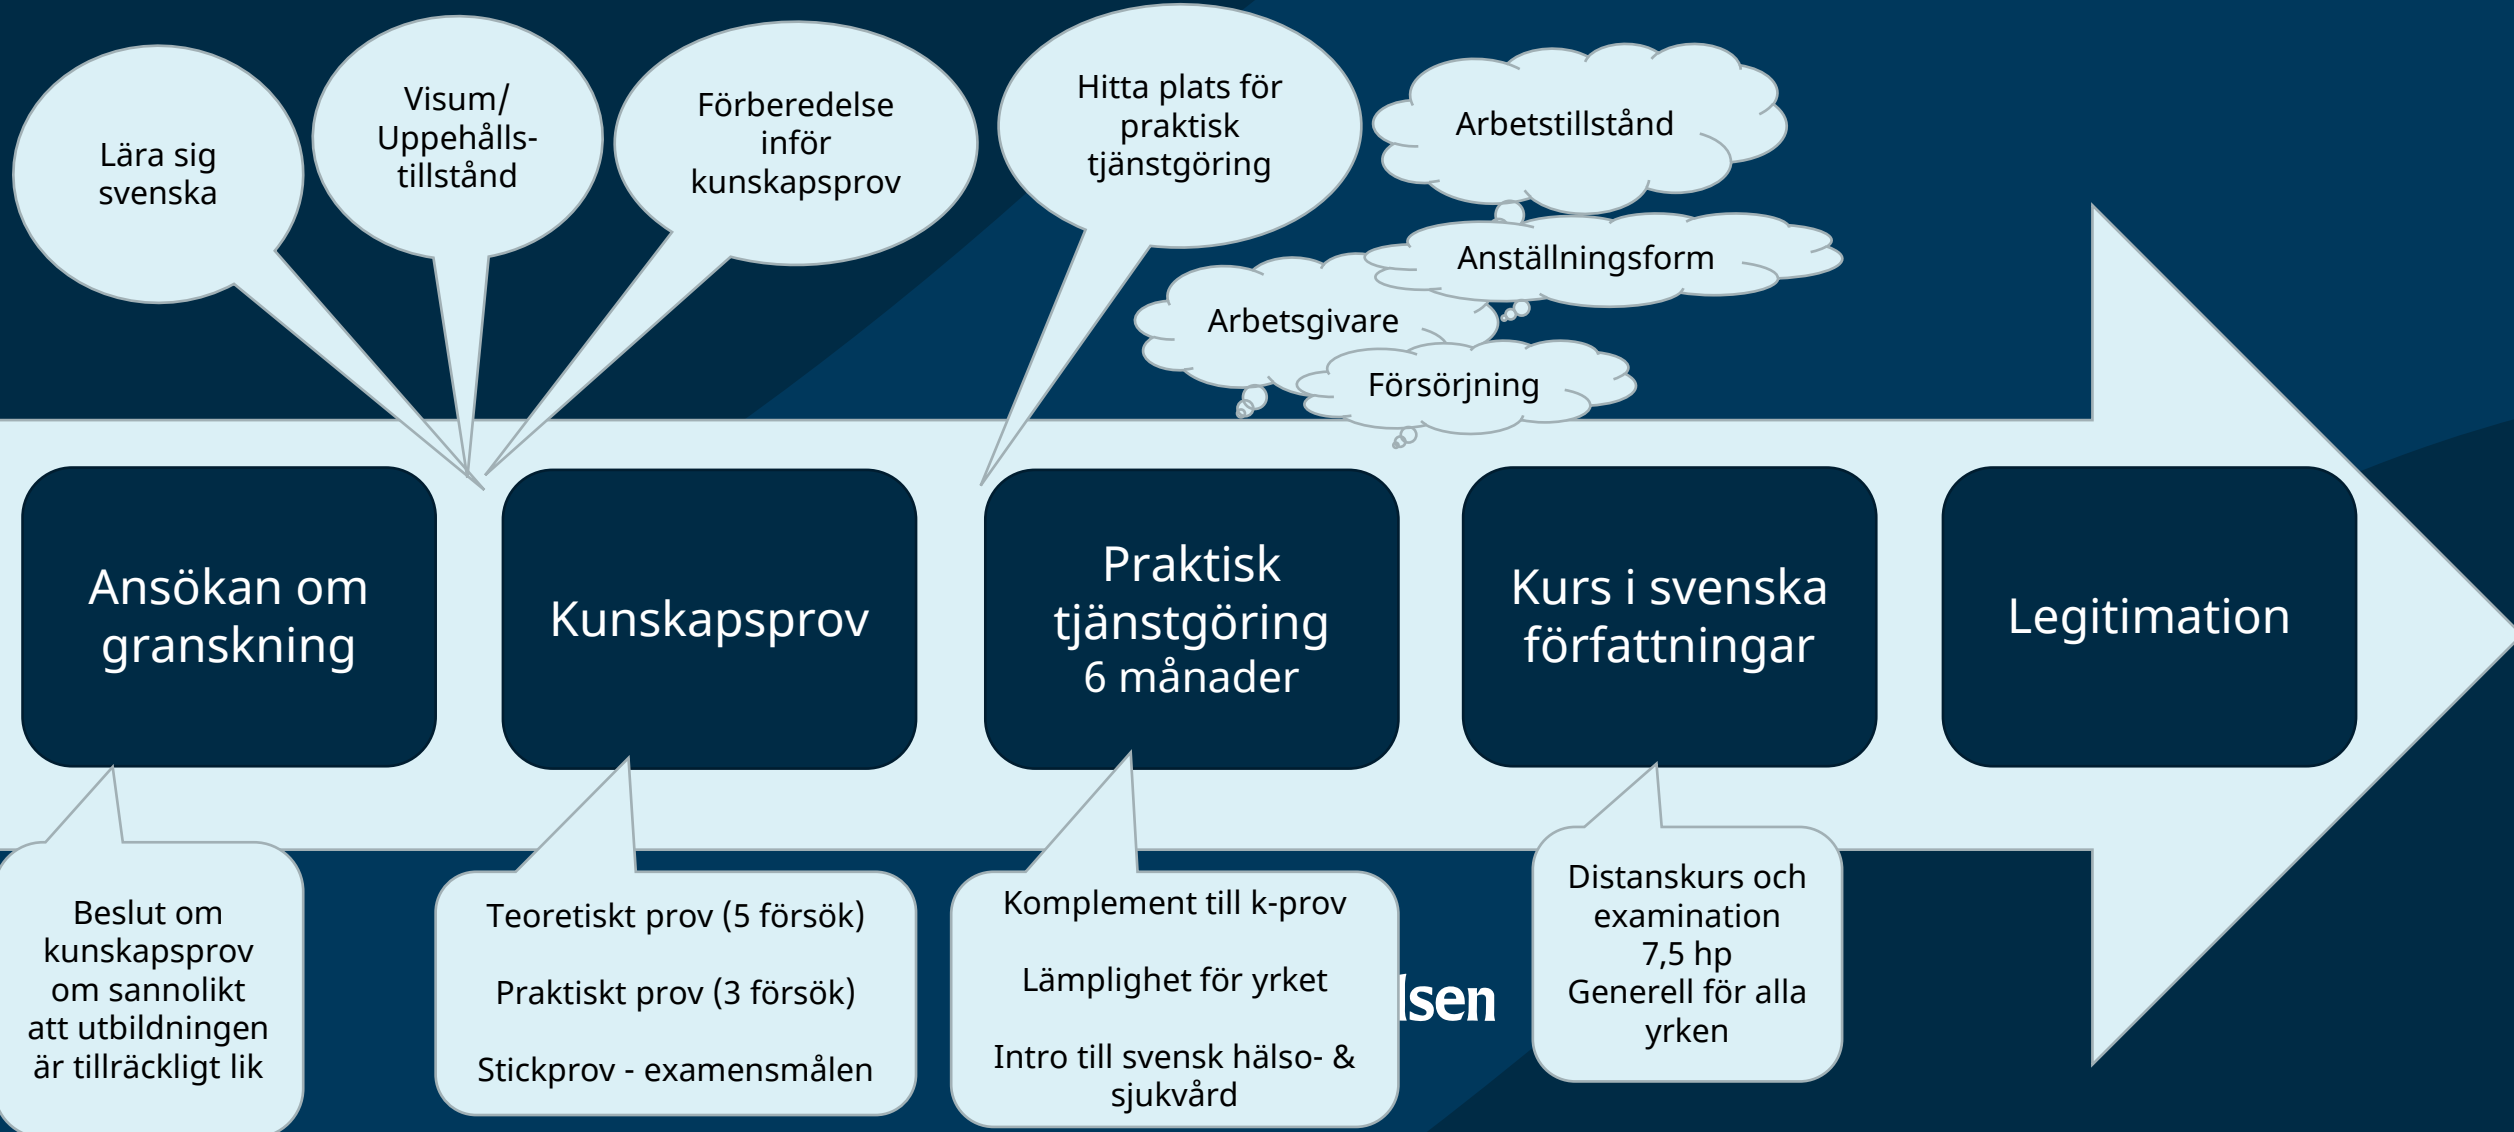 Lära sig
svenska
Visum/
Uppehålls-
tillstånd
Förberedelse
inför
kunskapsprov
Hitta plats för
praktisk
tjänstgöring
Arbetstillstånd
Anställningsform
Arbetsgivare
Försörjning
Ansökan om
granskning
Kunskapsprov
Praktisk
tjänstgöring
6 månader
Kurs i svenska
författningar
Legitimation
Beslut om
kunskapsprov
om sannolikt
att utbildningen
är tillräckligt lik
Teoretiskt prov (5 försök)
Praktiskt prov (3 försök)
Stickprov - examensmålen
Komplement till k-prov
Lämplighet för yrket
Intro till svensk hälso- &
sjukvård
lsen
Distanskurs och
examination
7,5 hp
Generell för alla
yrken